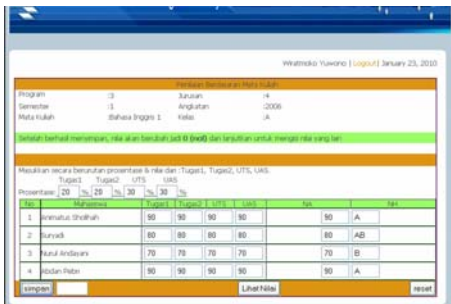 Wiratmoko Yuwono | Logout| January 23, 2010
Penilaian Berdasarkan Mata Kuliah
Program :3 Jurusan :4
Semester :1 Angkatan :2006
Mata Kuliah :Bahasa Inggris 1 Kelas :A
Setelah berhasil menyimpan, nilai akan berubah jadi 0 (nol) dan lanjutkan untuk mengisi nilai yang lain
Masukkan secara berurutan prosentase & nilai dari :Tugas1, Tugas2, UTS, UAS.
Tugas1 Tugas2 UTS UAS
Prosentase: 20 % 20 % 30 % 30 %
No Mahasiswa Tugas1 Tugas2 UTS UAS NA NH
1 Animatus Sholihah 90 90 90 90 90 A
2 Suryadi 80 80 80 80 80 AB
3 Nurul Andayani 70 70 70 70 70 B
4 Abidan Febri 90 90 90 90 90 A
simpan Lihat Nilai reset